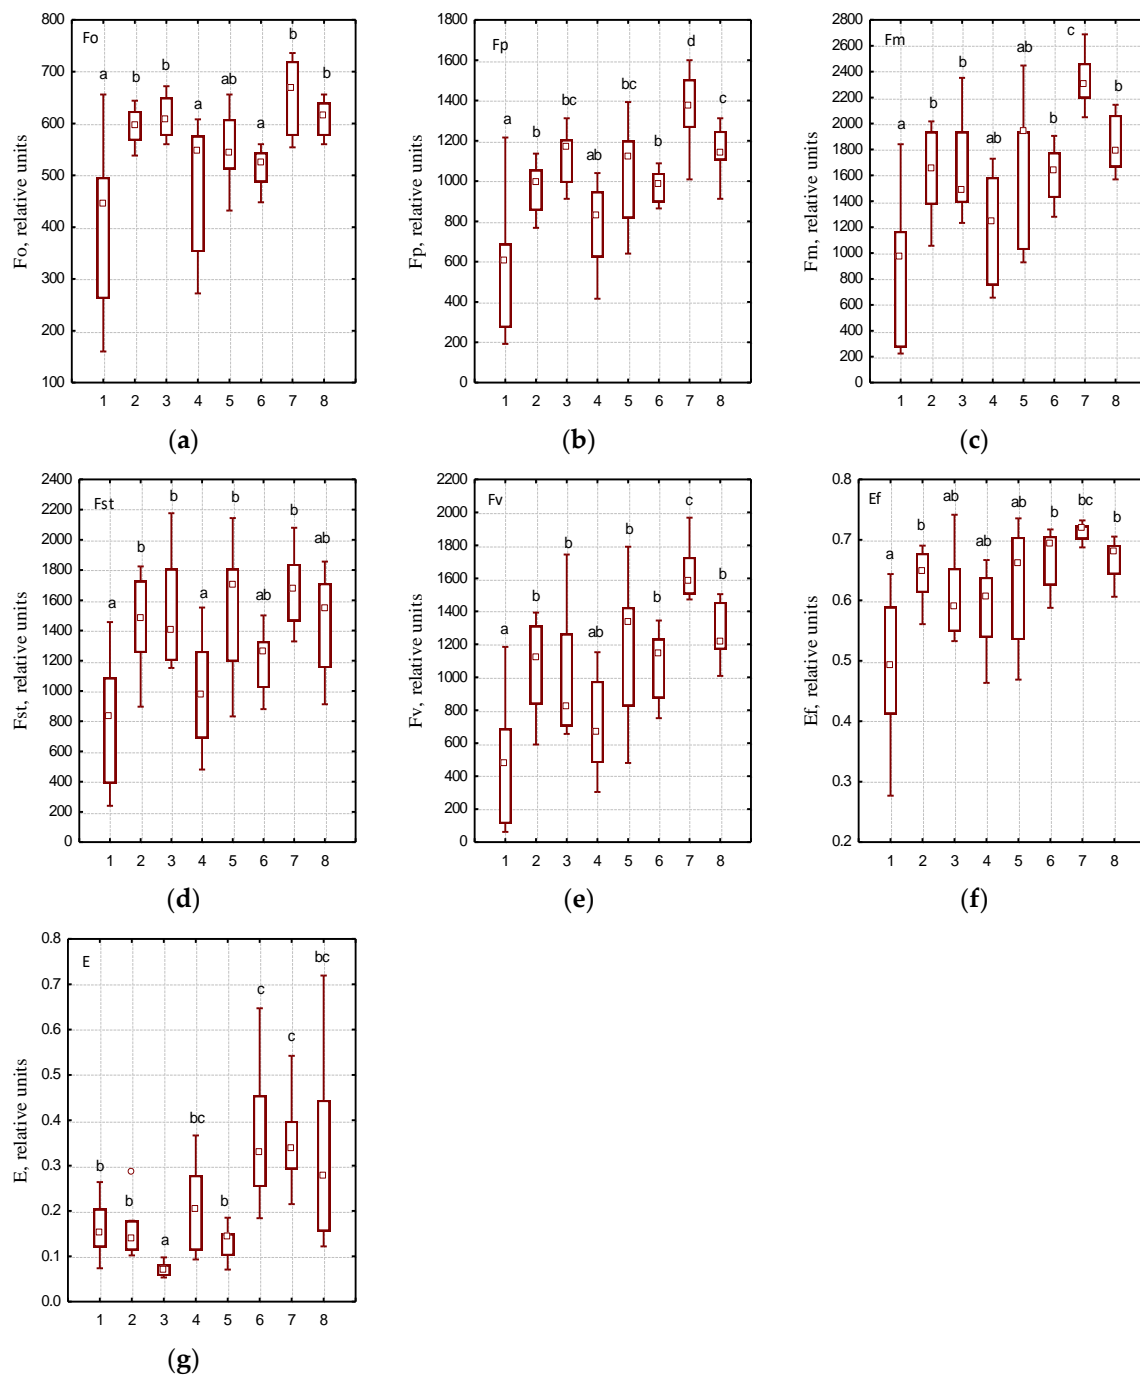 Fo
Fo, relative units
800
700
600
500
400
300
200
100
a b b a ab a b b
1 2 3 4 5 6 7 8
(a)
Fp
Fp, relative units
1800
1600
1400
1200
1000
800
600
400
200
0
a b bc ab bc b d c
1 2 3 4 5 6 7 8
(b)
Fm
Fm, relative units
2800
2600
2400
2200
2000
1800
1600
1400
1200
1000
800
600
400
200
0
a b b ab ab b c b
1 2 3 4 5 6 7 8
(c)
Fst
Fst, relative units
2400
2200
2000
1800
1600
1400
1200
1000
800
600
400
200
0
a b b a b ab b ab
1 2 3 4 5 6 7 8
(d)
Fv
Fv, relative units
2200
2000
1800
1600
1400
1200
1000
800
600
400
200
0
a b b ab b b c b
1 2 3 4 5 6 7 8
(e)
Ef
Ef, relative units
0.8
0.7
0.6
0.5
0.4
0.3
0.2
a b ab ab ab b bc b
1 2 3 4 5 6 7 8
(f)
E
E, relative units
0.8
0.7
0.6
0.5
0.4
0.3
0.2
0.1
0.0
b b a bc b c c bc
1 2 3 4 5 6 7 8
(g)